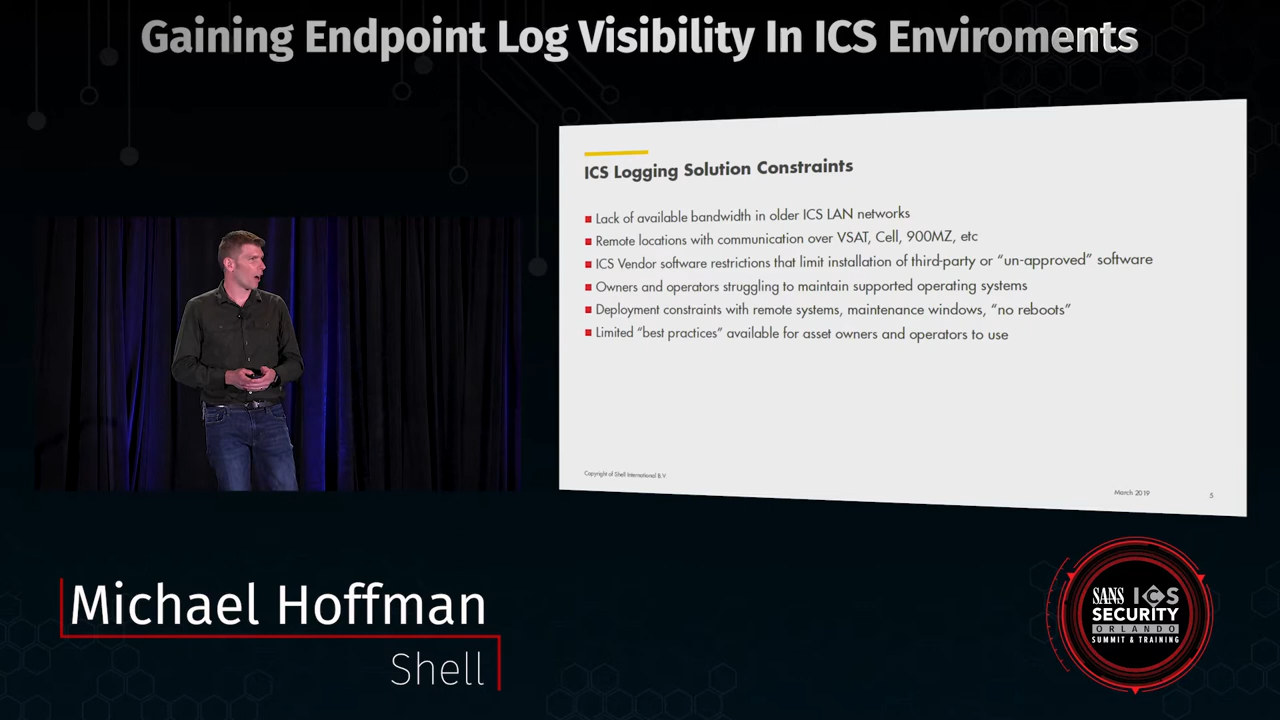 Gaining Endpoint Log Visibility In ICS Enviroments
ICS Logging Solution Constraints
Lack of available bandwidth in older ICS LAN networks
Remote locations with communication over VSAT, Cell, 900MZ, etc
ICS Vendor software restrictions that limit installation of third-party or “un-approved” software
Owners and operators struggling to maintain supported operating systems
Deployment constraints with remote systems, maintenance windows, “no reboots”
Limited “best practices” available for asset owners and operators to use
Copyright of Shell International B.V.
March 2019
5
Michael Hoffman
Shell
SANS ICS
SECURITY
ORLANDO
SUMMIT & TRAINING